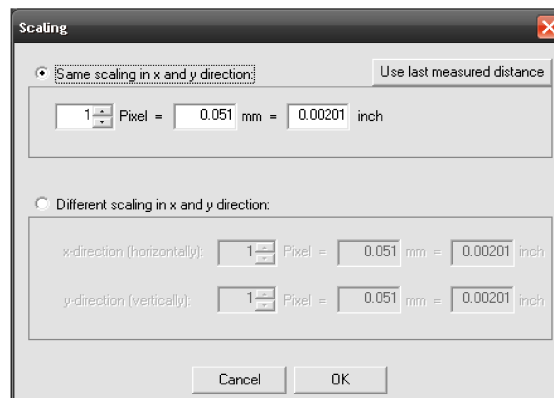 Scaling
Same scaling in x and y direction:
Use last measured distance
1 Pixel = 0.051 mm = 0.00201 inch
Different scaling in x and y direction:
x-direction (horizontally): 1 Pixel = 0.051 mm = 0.00201 inch
y-direction (vertically): 1 Pixel = 0.051 mm = 0.00201 inch
Cancel OK